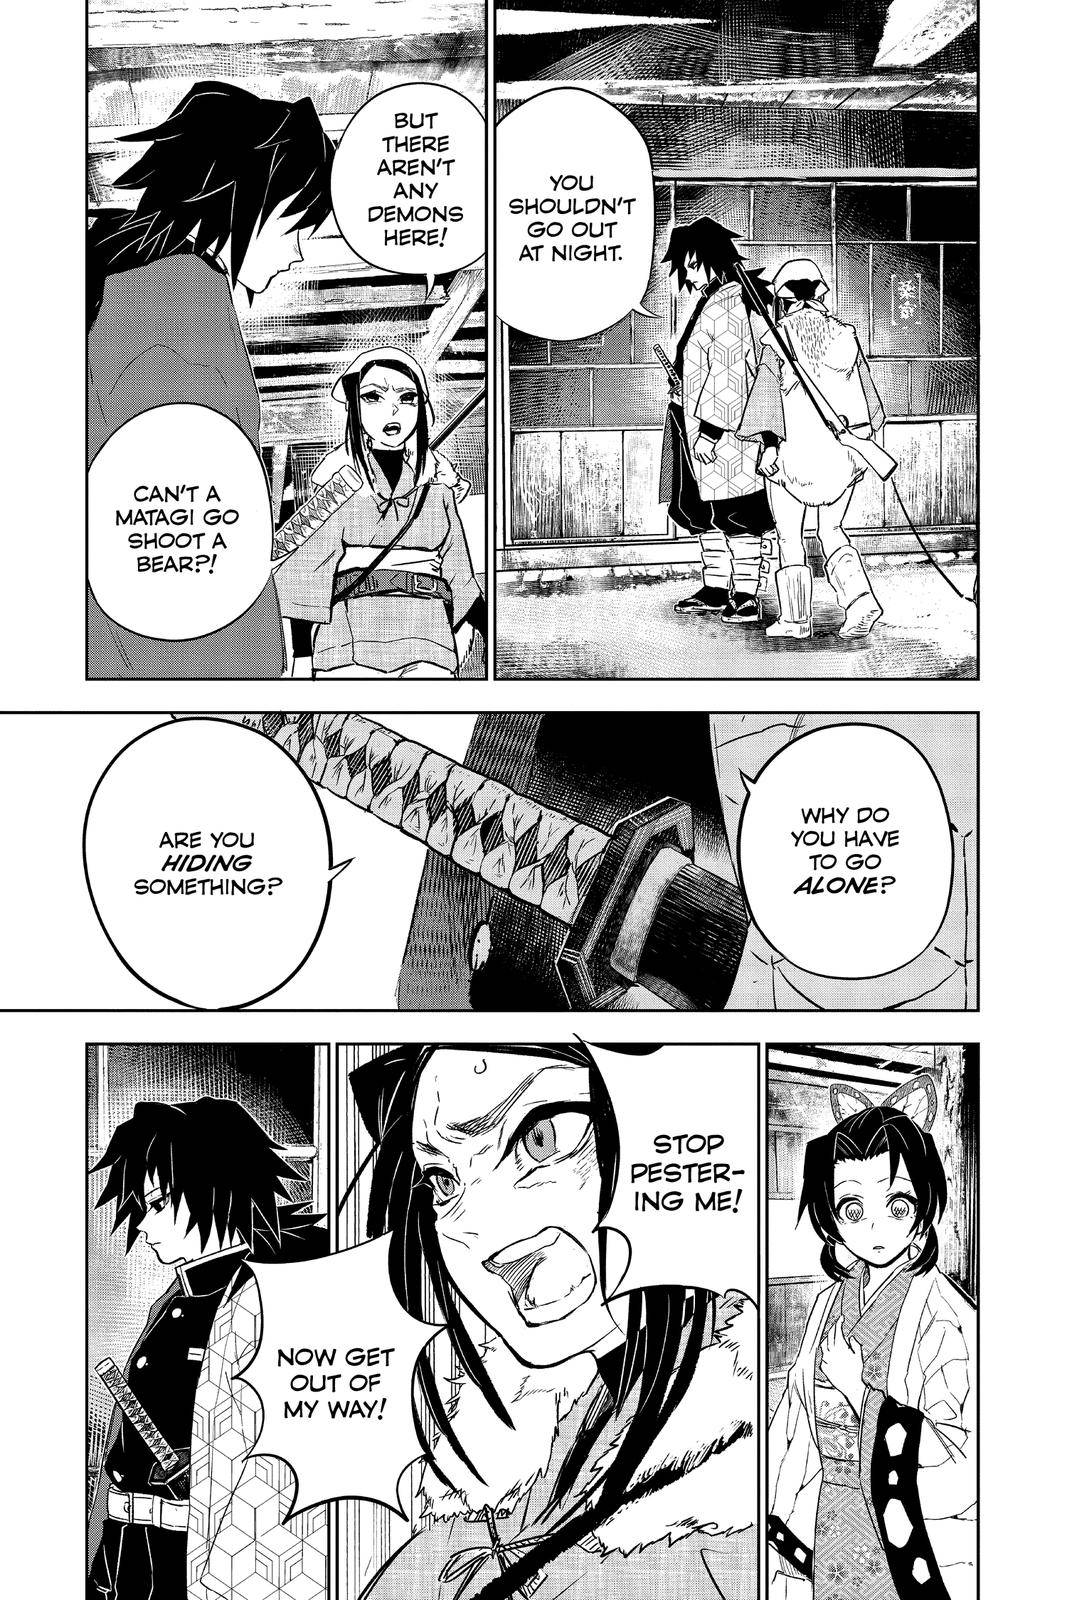 YOU
SHOULDN'T
GO OUT
AT NIGHT.
BUT
THERE
AREN'T
ANY
DEMONS
HERE!
CAN'T A
MATAGI GO
SHOOT A
BEAR?!
WHY DO
YOU HAVE
TO GO
ALONE?
ARE YOU
HIDING
SOMETHING?
STOP
PESTER-
ING ME!
NOW GET
OUT OF
MY WAY!